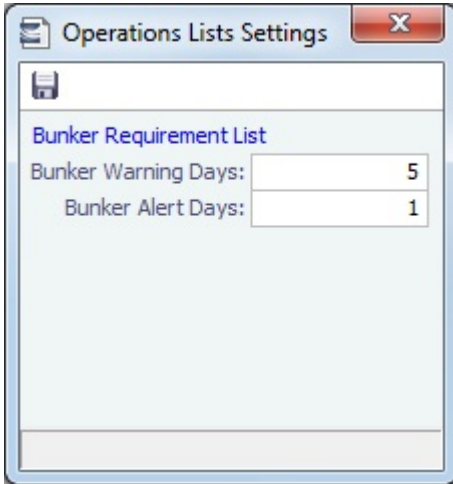 Operations Lists Settings
Bunker Requirement List
Bunker Warning Days: 5
Bunker Alert Days: 1